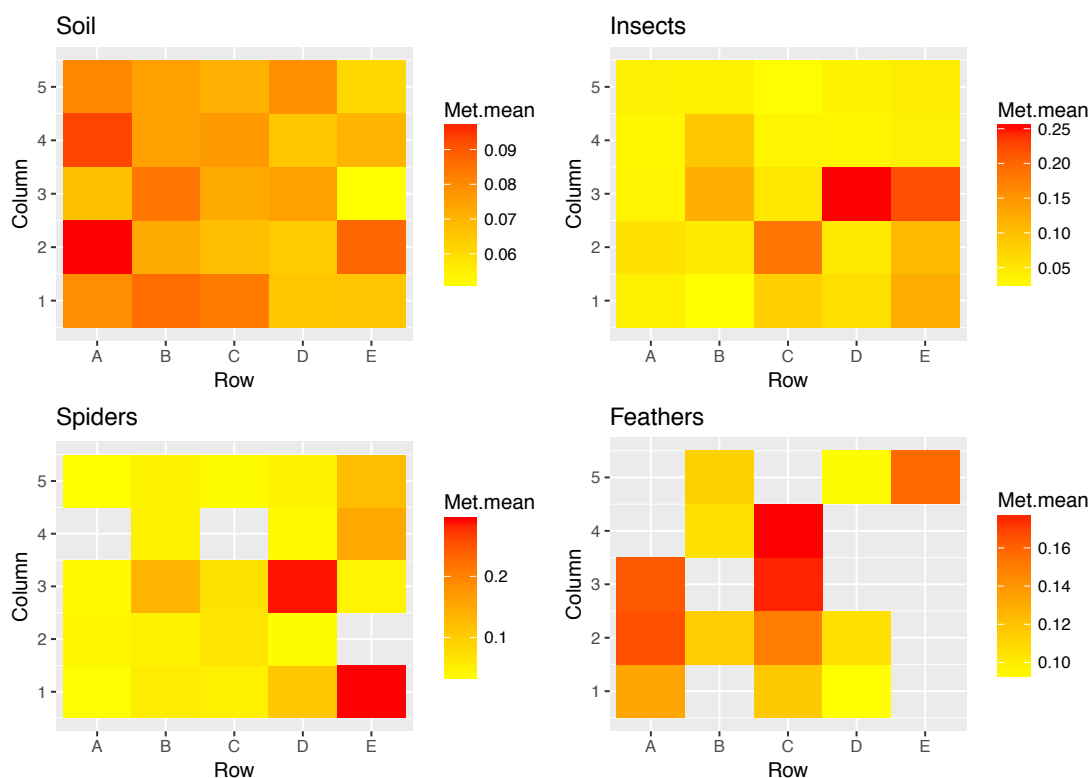 Soil
Column
5
4
3
2
1
A B C D E
Row
Met.mean
0.09
0.08
0.07
0.06
Insects
Column
5
4
3
2
1
A B C D E
Row
Met.mean
0.25
0.20
0.15
0.10
0.05
Spiders
Column
5
4
3
2
1
A B C D E
Row
Met.mean
0.2
0.1
Feathers
Column
5
4
3
2
1
A B C D E
Row
Met.mean
0.16
0.14
0.12
0.10